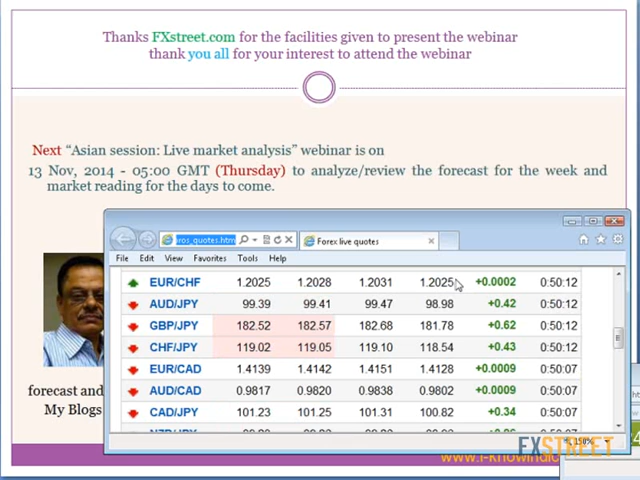 Thanks FXstreet.com for the facilities given to present the webinar
thank you all for your interest to attend the webinar
Next “Asian session: Live market analysis” webinar is on
13 Nov, 2014 - 05:00 GMT (Thursday) to analyze/review the forecast for the week and
market reading for the days to come.
iros_quotes.htm
Forex live quotes
File Edit View Favorites Tools Help
EUR/CHF 1.2025 1.2028 1.2031 1.2025 +0.0002 0:50:12
AUD/JPY 99.39 99.41 99.47 98.98 +0.42 0:50:12
GBP/JPY 182.52 182.57 182.68 181.78 +0.62 0:50:12
CHF/JPY 119.02 119.05 119.10 118.54 +0.43 0:50:12
EUR/CAD 1.4139 1.4142 1.4151 1.4128 +0.0009 0:50:07
AUD/CAD 0.9817 0.9820 0.9838 0.9802 +0.0009 0:50:07
CAD/JPY 101.23 101.25 101.31 100.82 +0.34 0:50:07
forecast and
My Blogs
150%
FXSTREET
www.i-knowindic